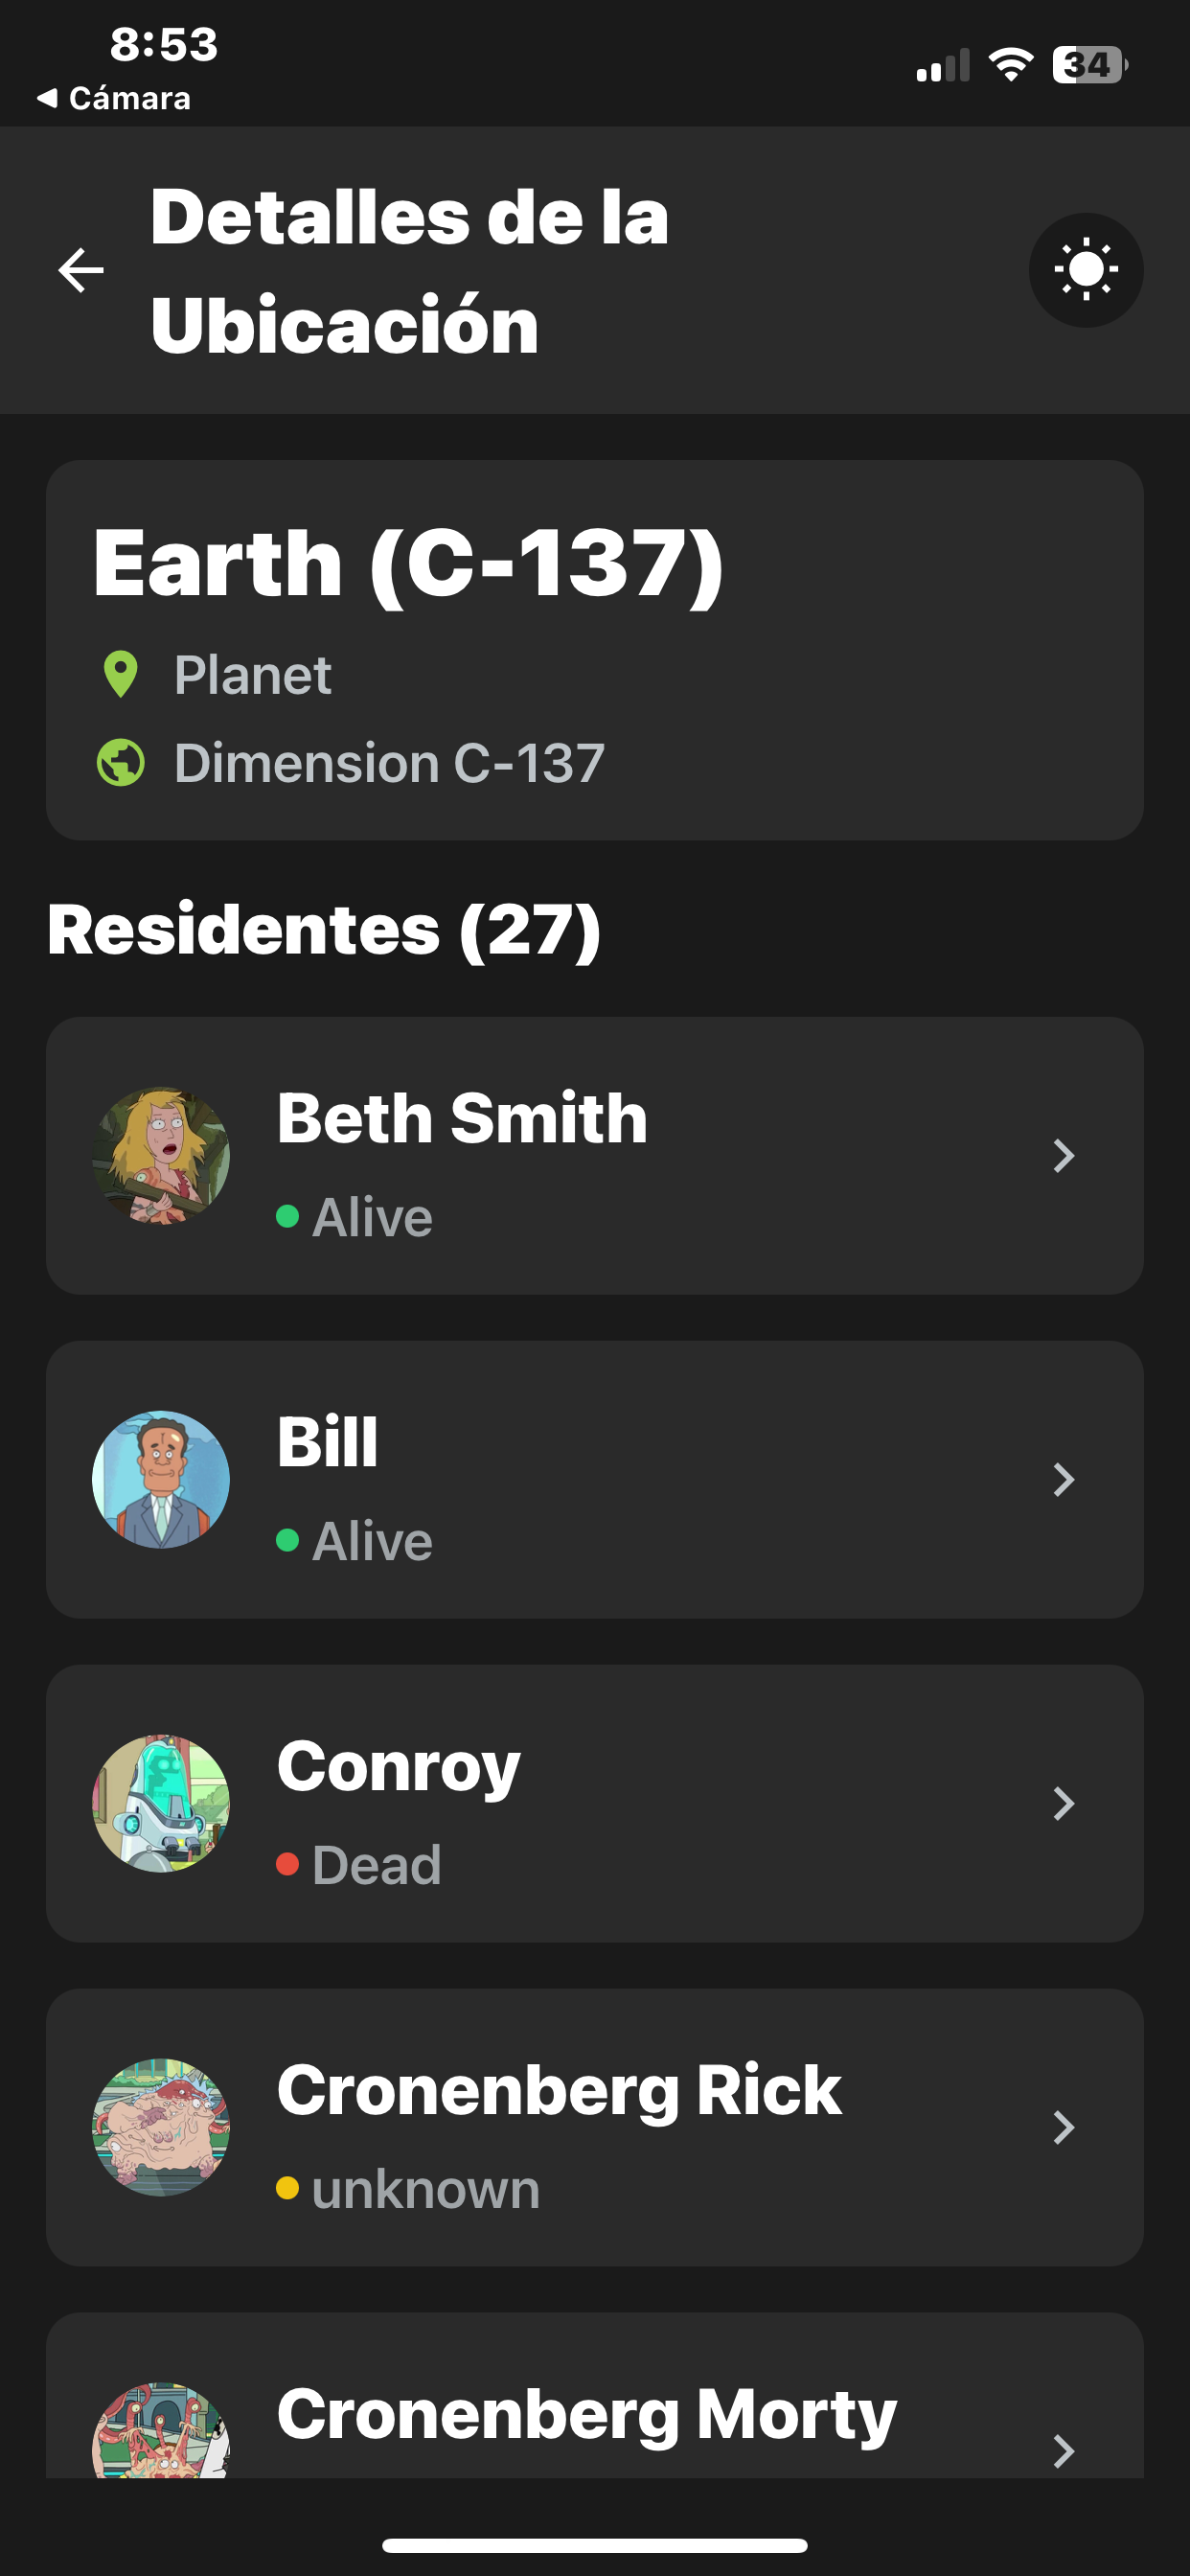 8:53
34
Cámara
Detalles de la
Ubicación
Earth (C-137)
Planet
Dimension C-137
Residentes (27)
Beth Smith
Alive
Bill
Alive
Conroy
Dead
Cronenberg Rick
unknown
Cronenberg Morty